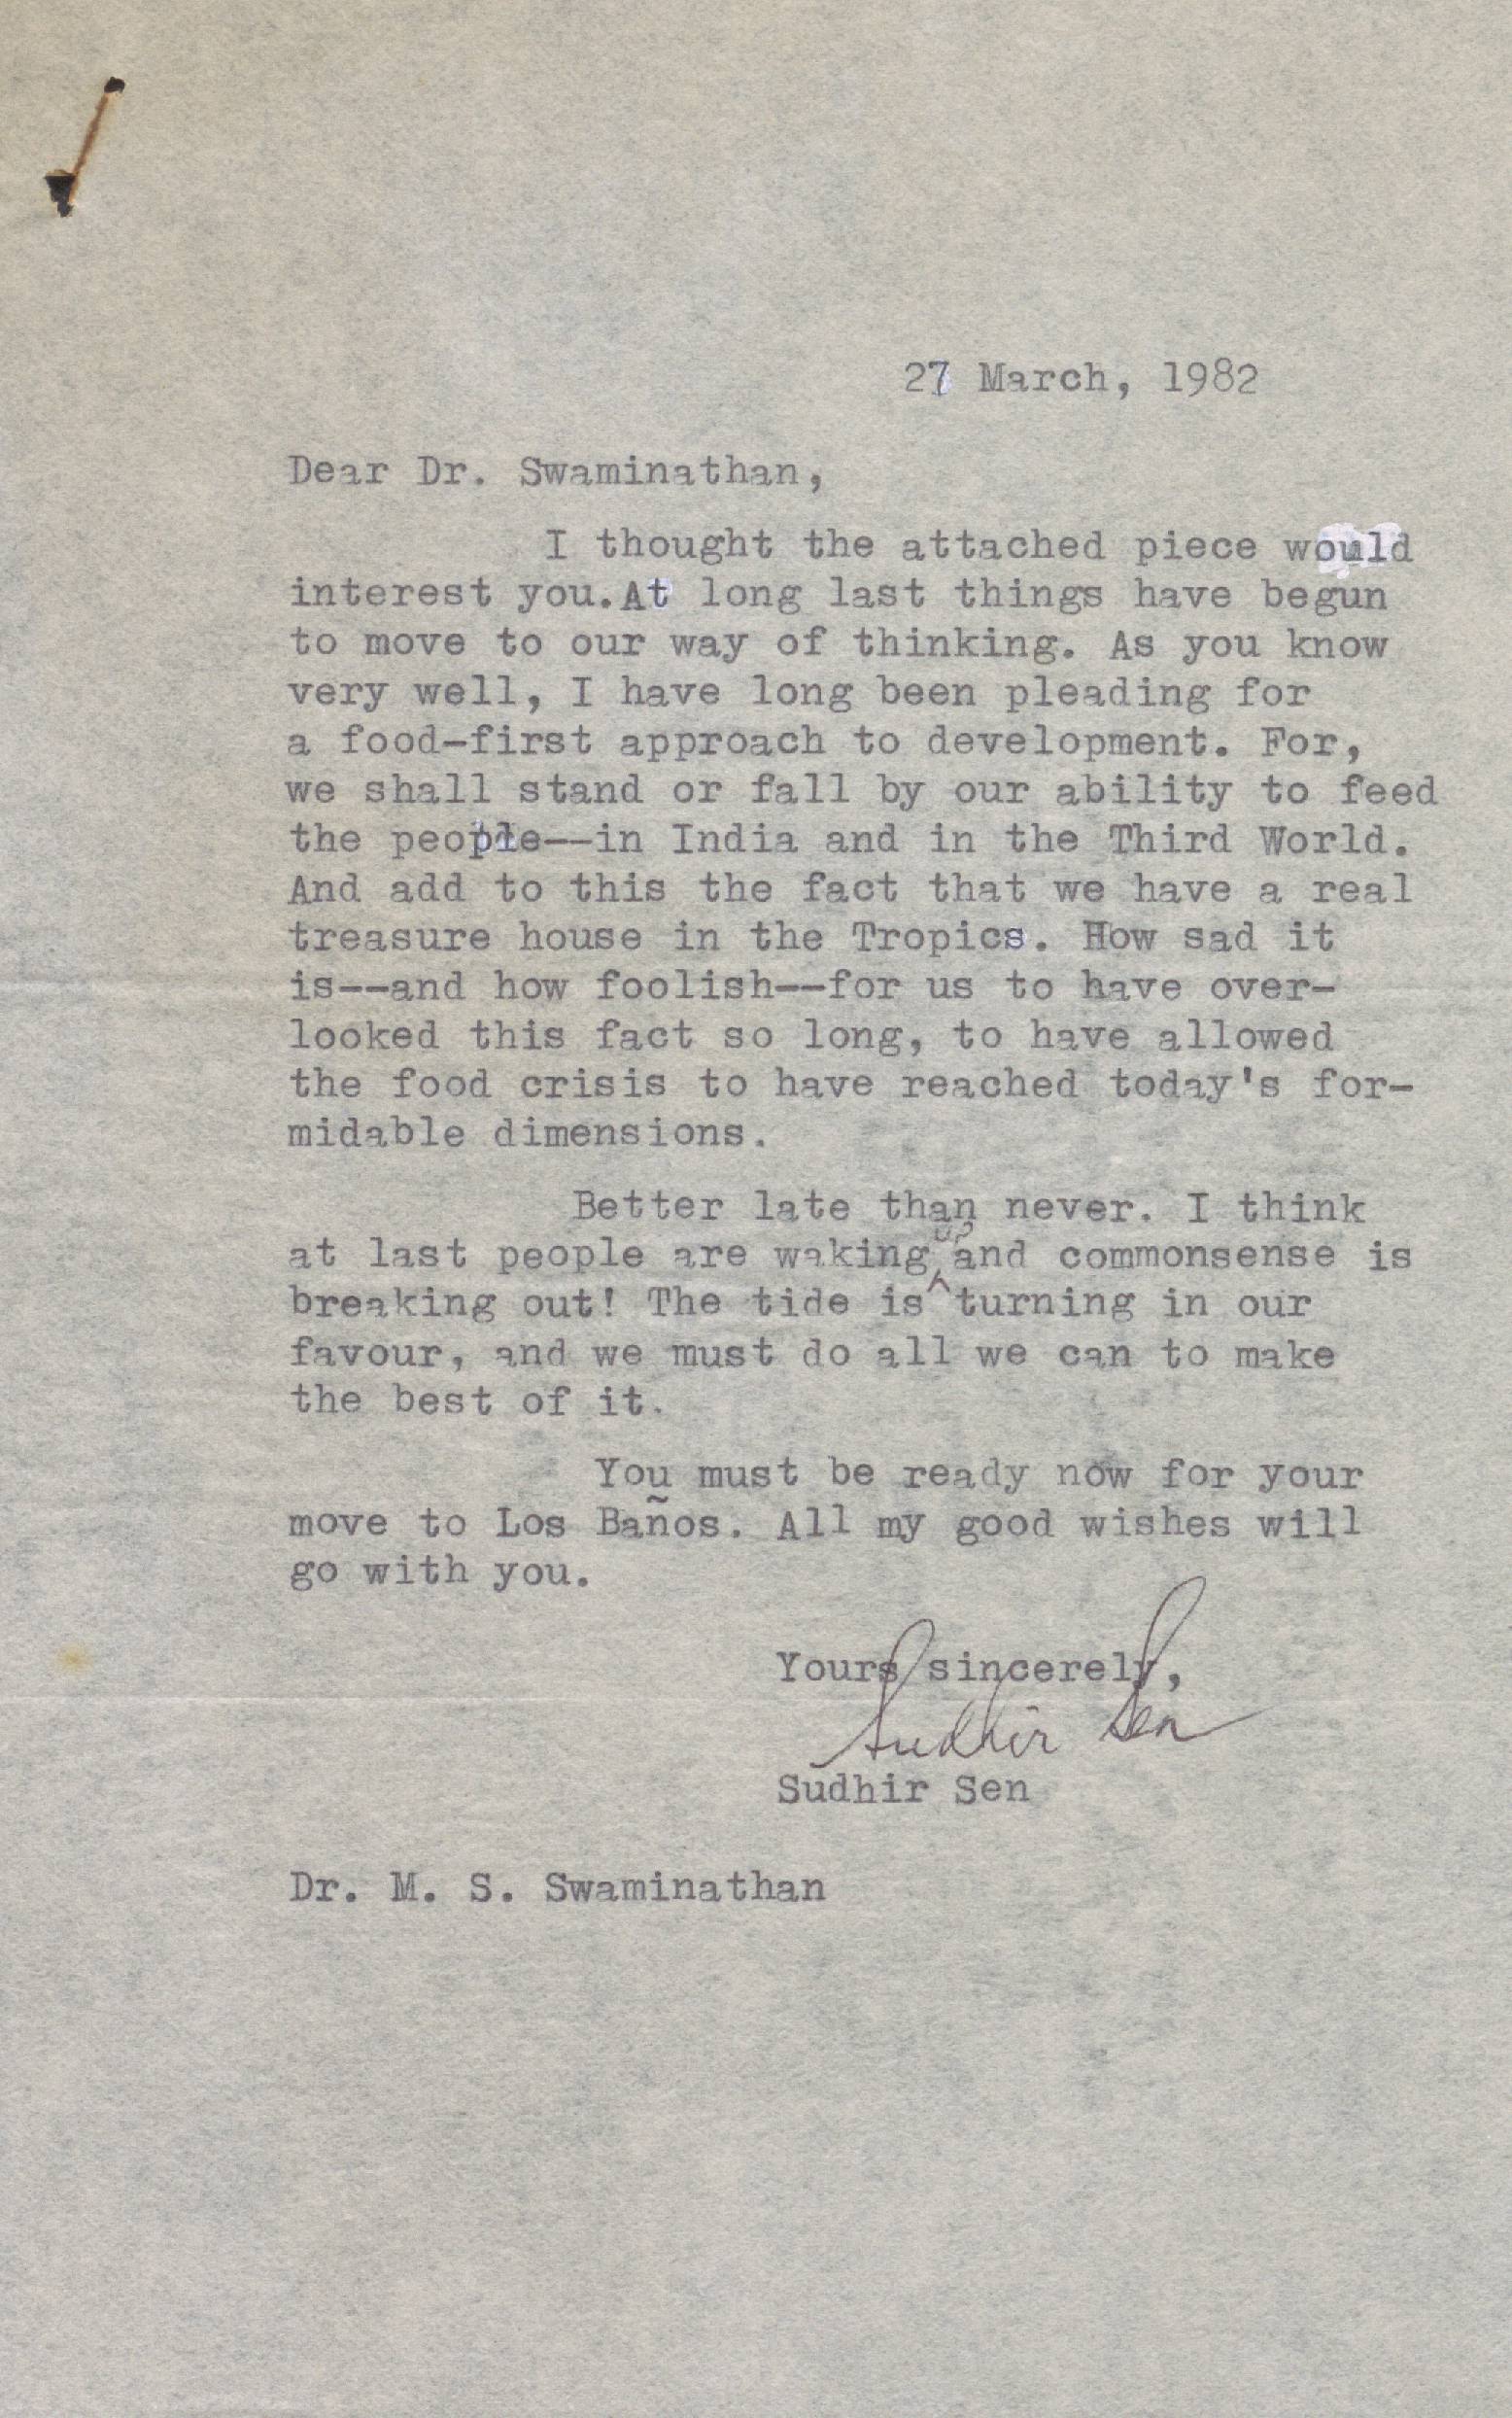 27 March, 1982
Dear Dr. Swaminathan,
I thought the attached piece would
interest you.At long last things have begun
to move to our way of thinking. As you know
very well, I have long been pleading for
a food-first approach to development. For,
we shall stand or fall by our ability to feed
the people--in India and in the Third World.
And add to this the fact that we have a real
treasure house in the Tropics. How sad it
is--and how foolish--for us to have over-
looked this fact so long, to have allowed
the food crisis to have reached today's for-
midable dimensions.
Better late than never. I think
at last people are waking up and commonsense is
breaking out! The tide is turning in our
favour, and we must do all we can to make
the best of it.
You must be ready now for your
move to Los Baños. All my good wishes will
go with you.
Yours sincerely,
Sudhir Sen
Sudhir Sen
Dr. M. S. Swaminathan